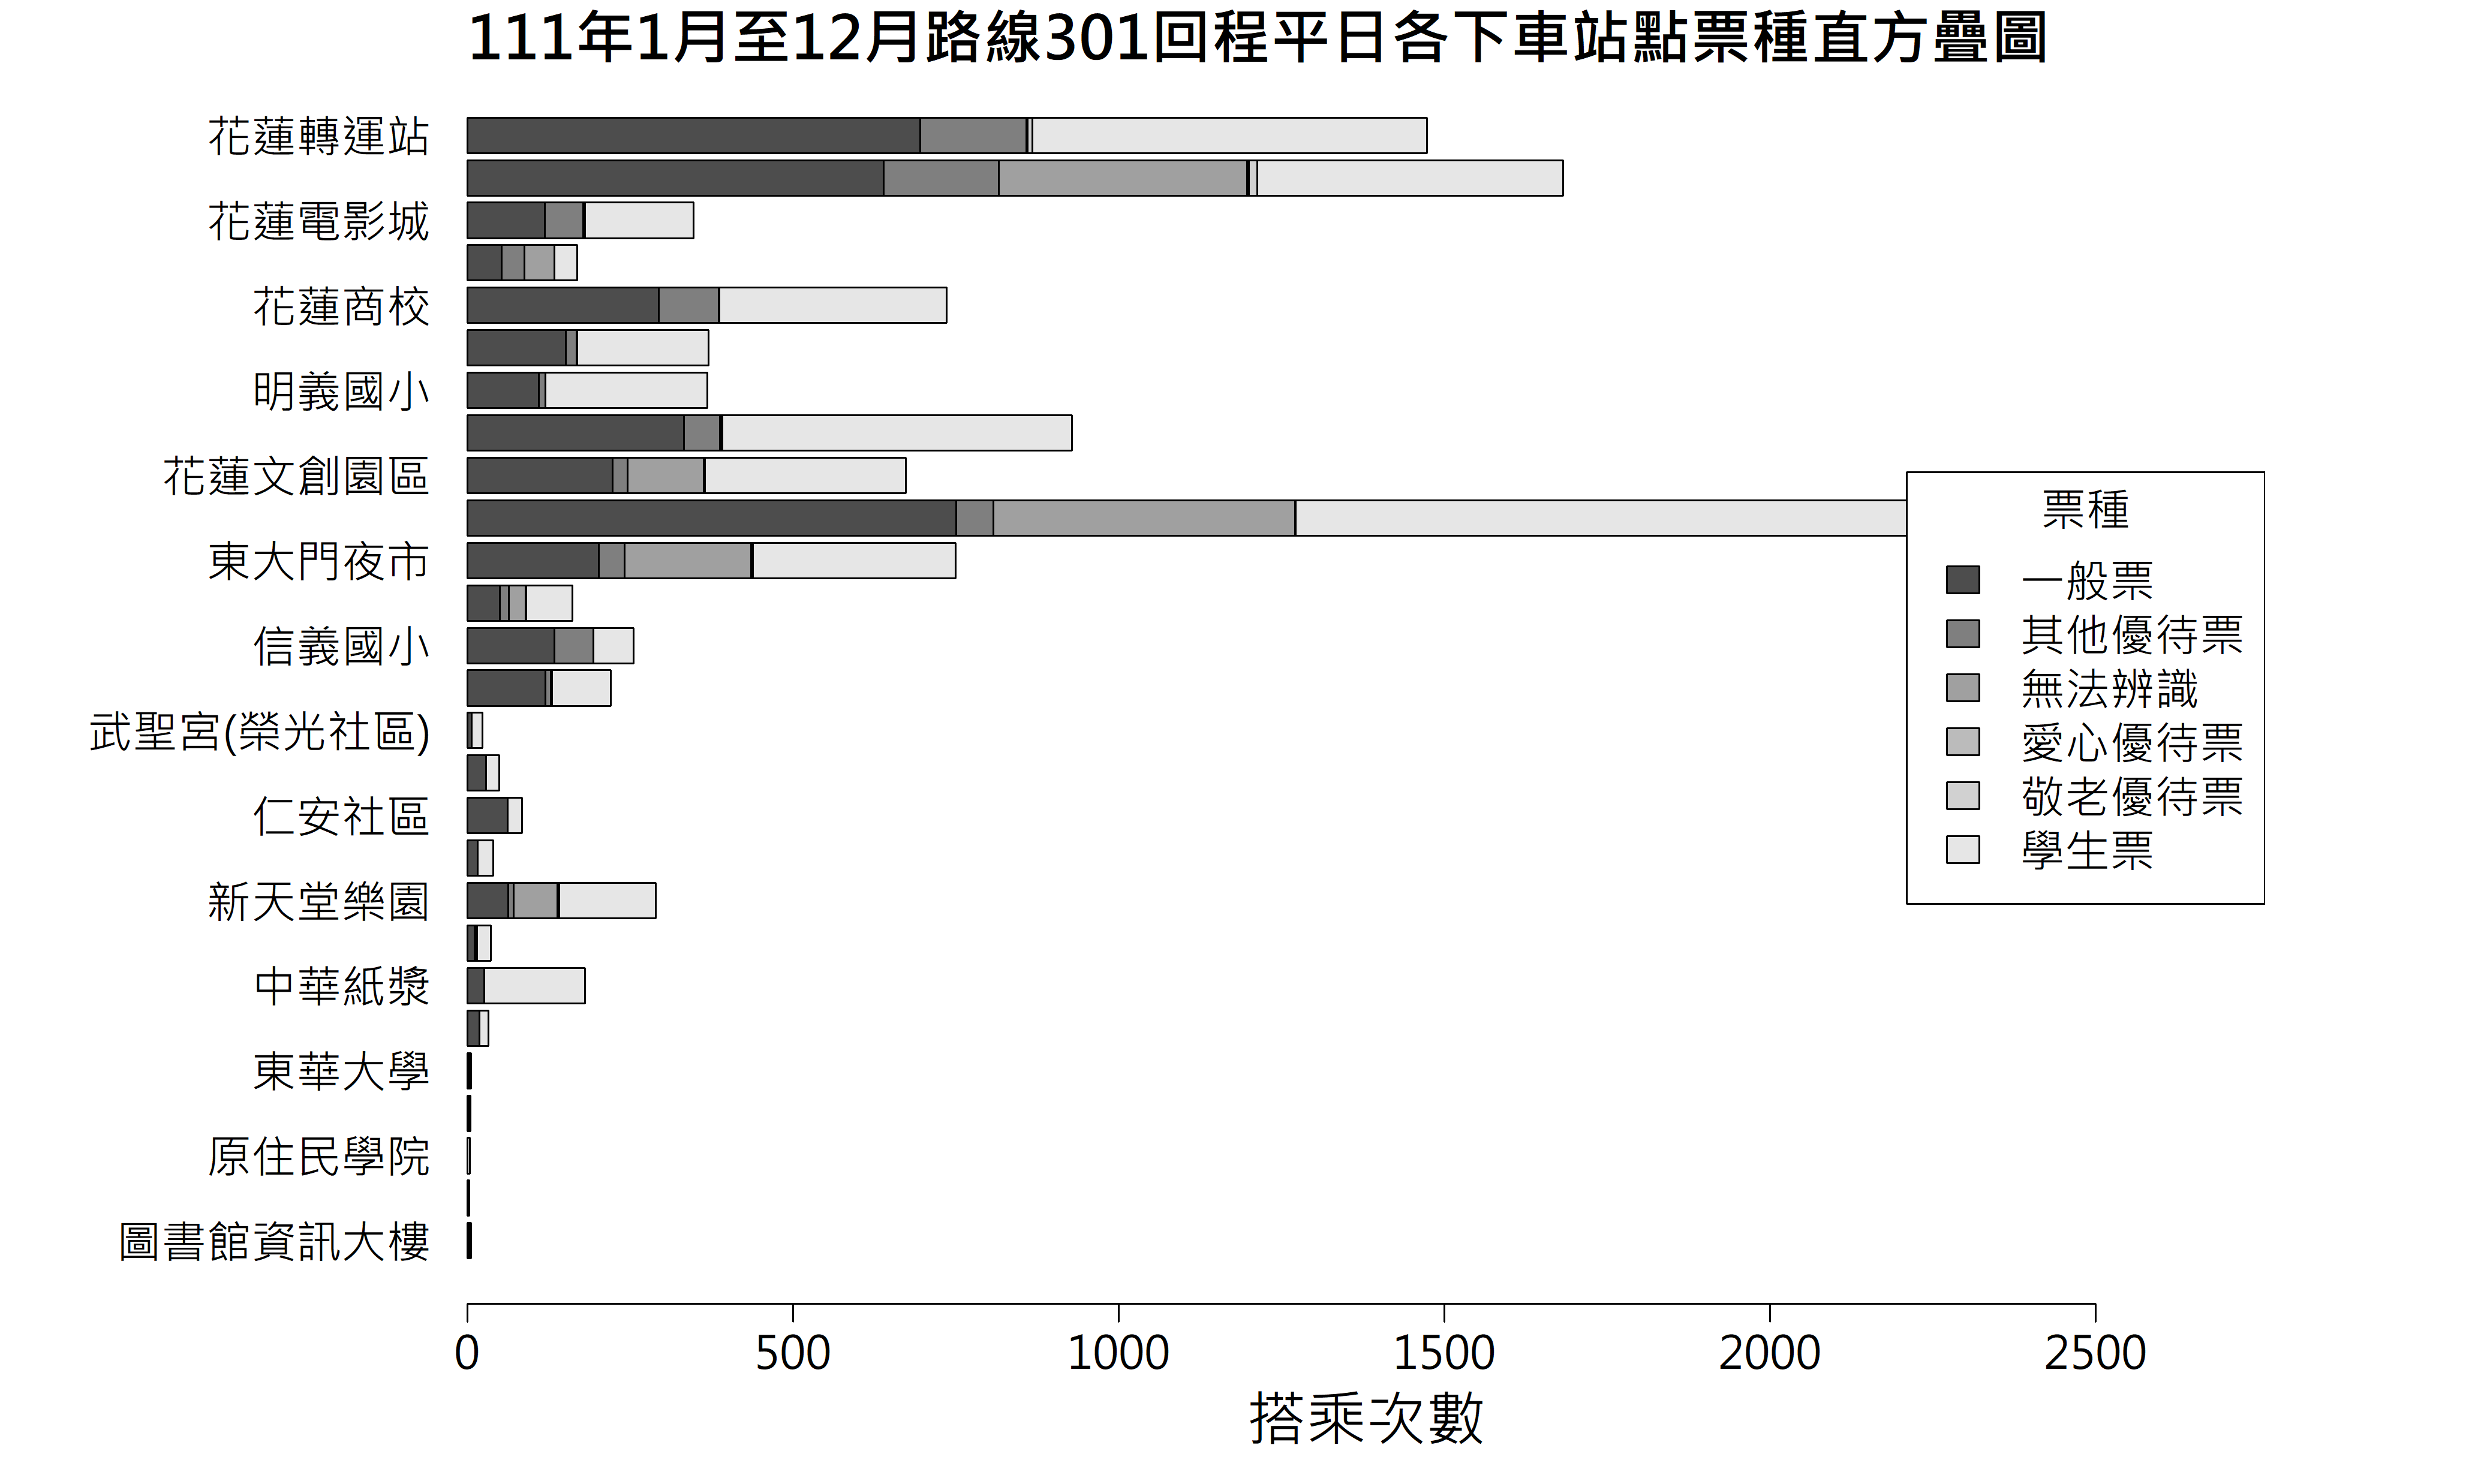 111年1月至12月路線301回程平日各下車站點票種直方疊圖
花蓮轉運站
花蓮電影城
花蓮商校
明義國小
花蓮文創園區
東大門夜市
信義國小
武聖宮(榮光社區)
仁安社區
新天堂樂園
中華紙漿
東華大學
原住民學院
圖書館資訊大樓
票種
一般票
其他優待票
無法辨識
愛心優待票
敬老優待票
學生票
0 500 1000 1500 2000 2500
搭乘次數